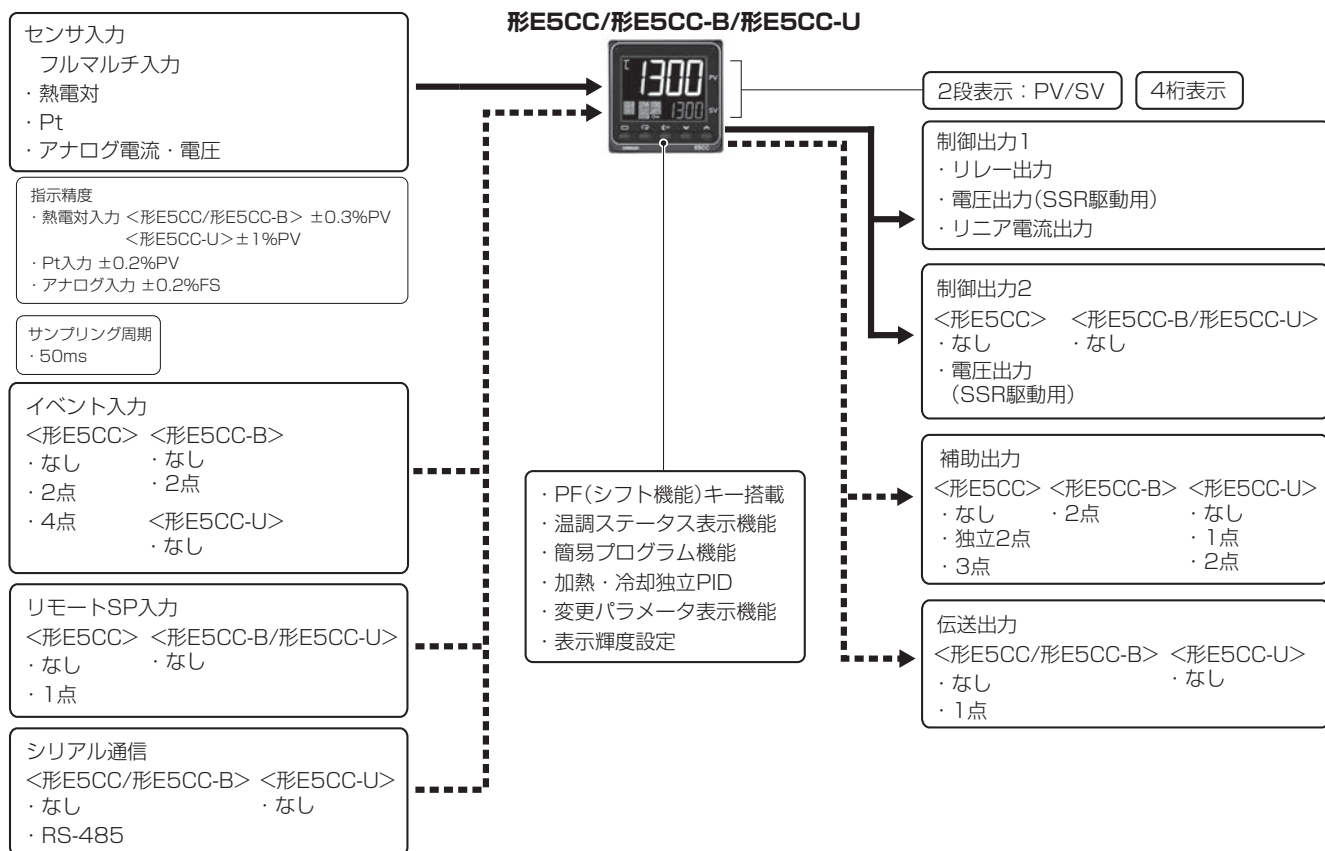 形E5CC/形E5CC-B/形E5CC-U
センサ入力
フルマルチ入力
・熱電対
・Pt
・アナログ電流・電圧
指示精度
・熱電対入力 <形E5CC/形E5CC-B> ±0.3%PV
<形E5CC-U>±1%PV
・Pt入力 ±0.2%PV
・アナログ入力 ±0.2%FS
サンプリング周期
・50ms
イベント入力
<形E5CC> <形E5CC-B>
・なし ・なし
・2点 ・2点
・4点 <形E5CC-U>
・なし
リモートSP入力
<形E5CC> <形E5CC-B/形E5CC-U>
・なし ・なし
・1点
シリアル通信
<形E5CC/形E5CC-B> <形E5CC-U>
・なし ・なし
・RS-485
℃
1300
PV
1300
SV
E5CC
・PF(シフト機能)キー搭載
・温調ステータス表示機能
・簡易プログラム機能
・加熱・冷却独立PID
・変更パラメータ表示機能
・表示輝度設定
2段表示：PV/SV
4桁表示
制御出力1
・リレー出力
・電圧出力(SSR駆動用)
・リニア電流出力
制御出力2
<形E5CC> <形E5CC-B/形E5CC-U>
・なし ・なし
・電圧出力
(SSR駆動用)
補助出力
<形E5CC> <形E5CC-B> <形E5CC-U>
・なし ・2点 ・なし
・独立2点 ・1点
・3点 ・2点
伝送出力
<形E5CC/形E5CC-B> <形E5CC-U>
・なし ・なし
・1点